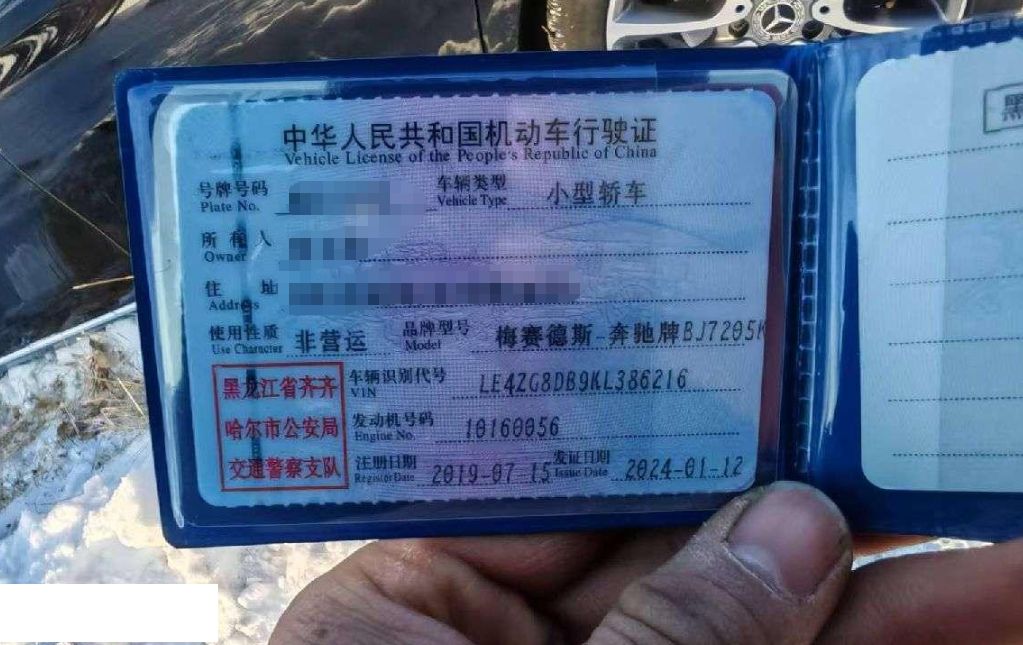 中华人民共和国机动车行驶证
Vehicle License of the People's Republic of China
号牌号码 车辆类型 小型轿车
Plate No. Vehicle Type
所有人
Owner
住址
Address
使用性质 非营运 品牌型号 梅赛德斯-奔驰牌BJ7205K
Use Character Model
车辆识别代号 LE4ZG8DB9KL386216
VIN
发动机号码 10160056
Engine No.
注册日期 2019-07-15 发证日期 2024-01-12
Register Date Issue Date
黑龙江省齐齐
哈尔市公安局
交通警察支队
黑